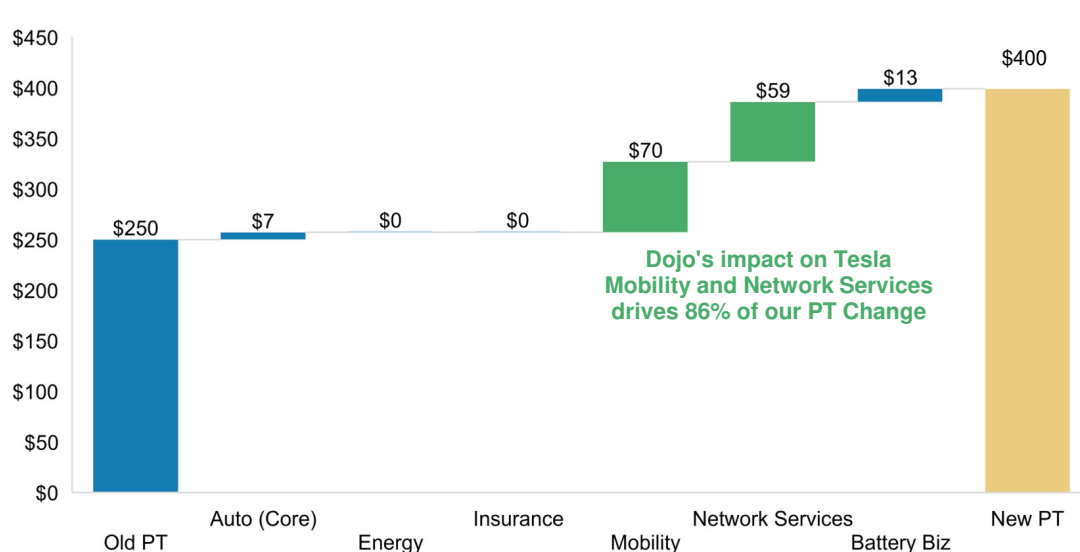 $450
$400
$350
$300
$250
$200
$150
$100
$50
$0
$250
$7
$0
$0
$70
$59
$13
$400
Dojo's impact on Tesla
Mobility and Network Services
drives 86% of our PT Change
Old PT
Auto (Core)
Energy
Insurance
Mobility
Network Services
Battery Biz
New PT